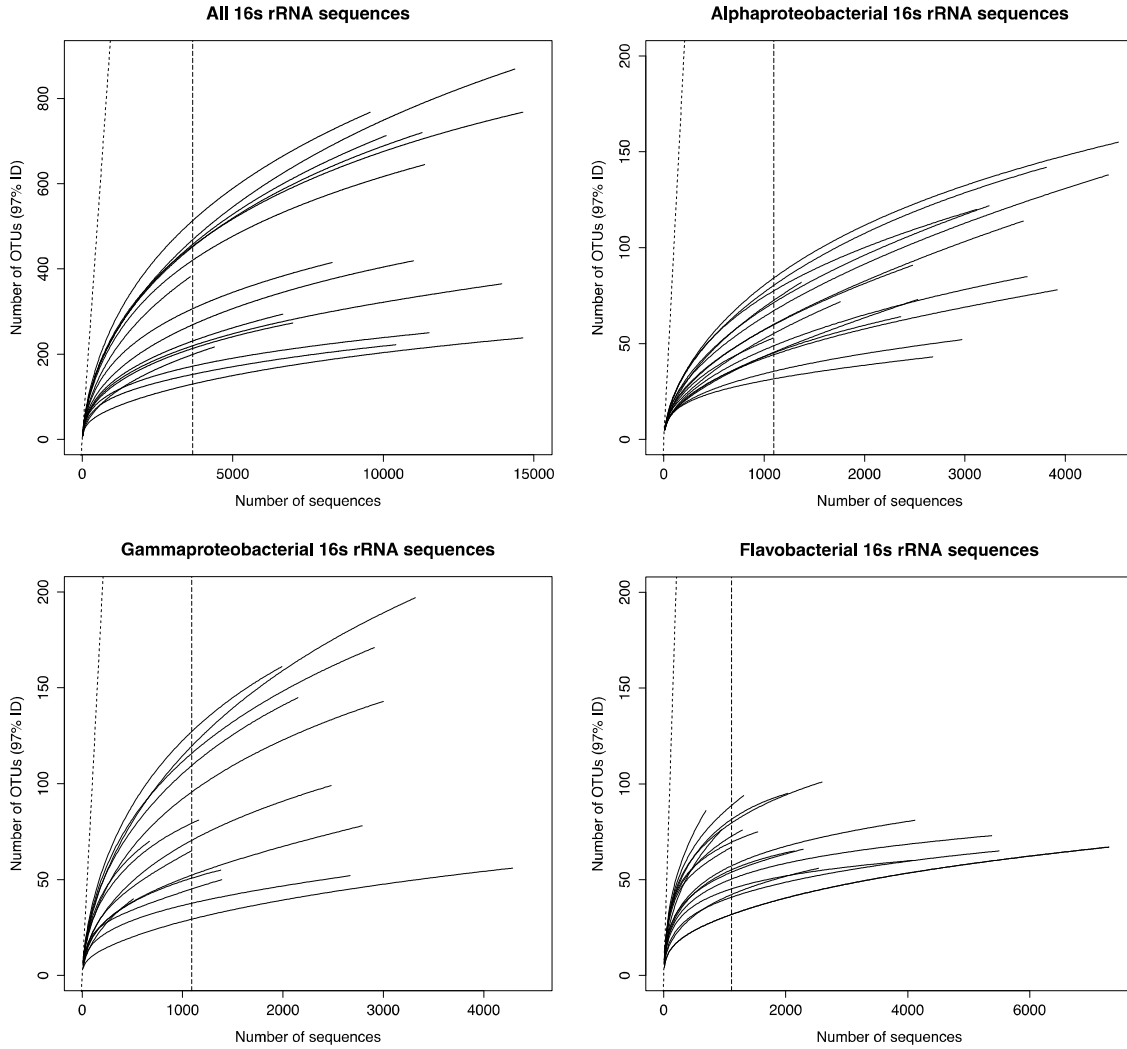 All 16s rRNA sequences
Number of OTUs (97% ID)
0 200 400 600 800
0 5000 10000 15000
Number of sequences
Alphaproteobacterial 16s rRNA sequences
Number of OTUs (97% ID)
0 50 100 150 200
0 1000 2000 3000 4000
Number of sequences
Gammaproteobacterial 16s rRNA sequences
Number of OTUs (97% ID)
0 50 100 150 200
0 1000 2000 3000 4000
Number of sequences
Flavobacterial 16s rRNA sequences
Number of OTUs (97% ID)
0 50 100 150 200
0 2000 4000 6000
Number of sequences